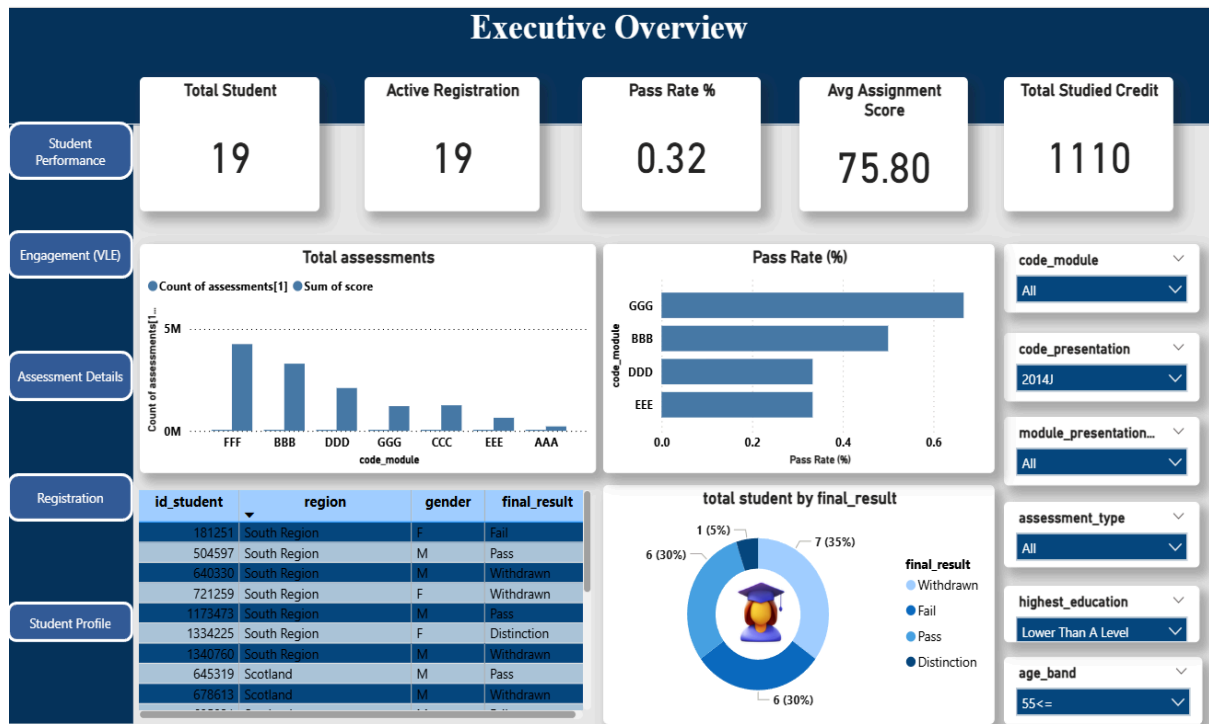 Executive Overview
Total Student
19
Active Registration
19
Pass Rate %
0.32
Avg Assignment
Score
75.80
Total Studied Credit
1110
Student
Performance
Engagement (VLE)
Assessment Details
Registration
Student Profile
Total assessments
Count of assessments[1] Sum of score
Count of assessments[1...
5M
0M
FFF BBB DDD GGG CCC EEE AAA
code_module
Pass Rate (%)
code_module
GGG
BBB
DDD
EEE
0.0 0.2 0.4 0.6
Pass Rate (%)
id_student region gender final_result
181251 South Region F Fail
504597 South Region M Pass
640330 South Region M Withdrawn
721259 South Region F Withdrawn
1173473 South Region M Pass
1334225 South Region F Distinction
1340760 South Region M Withdrawn
645319 Scotland M Pass
678613 Scotland M Withdrawn
total student by final_result
1 (5%)
7 (35%)
6 (30%)
6 (30%)
final_result
Withdrawn
Fail
Pass
Distinction
code_module
All
code_presentation
2014J
module_presentation...
All
assessment_type
All
highest_education
Lower Than A Level
age_band
55<=